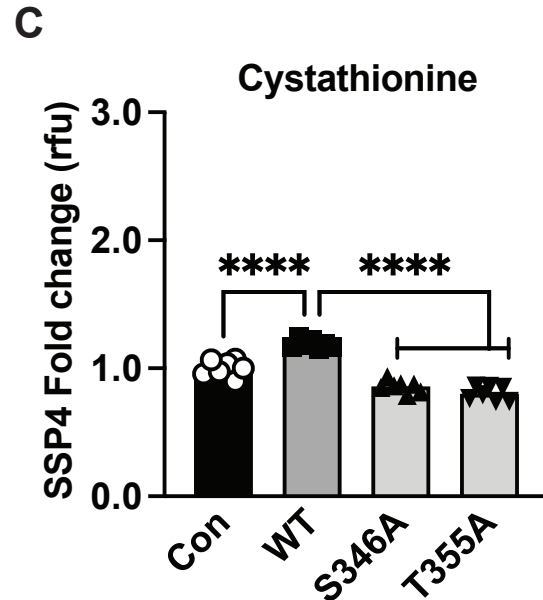 C
Cystathionine
SSP4 Fold change (rfu)
3.0
2.0
1.0
0.0
**** ****
Con
WT
S346A
T355A